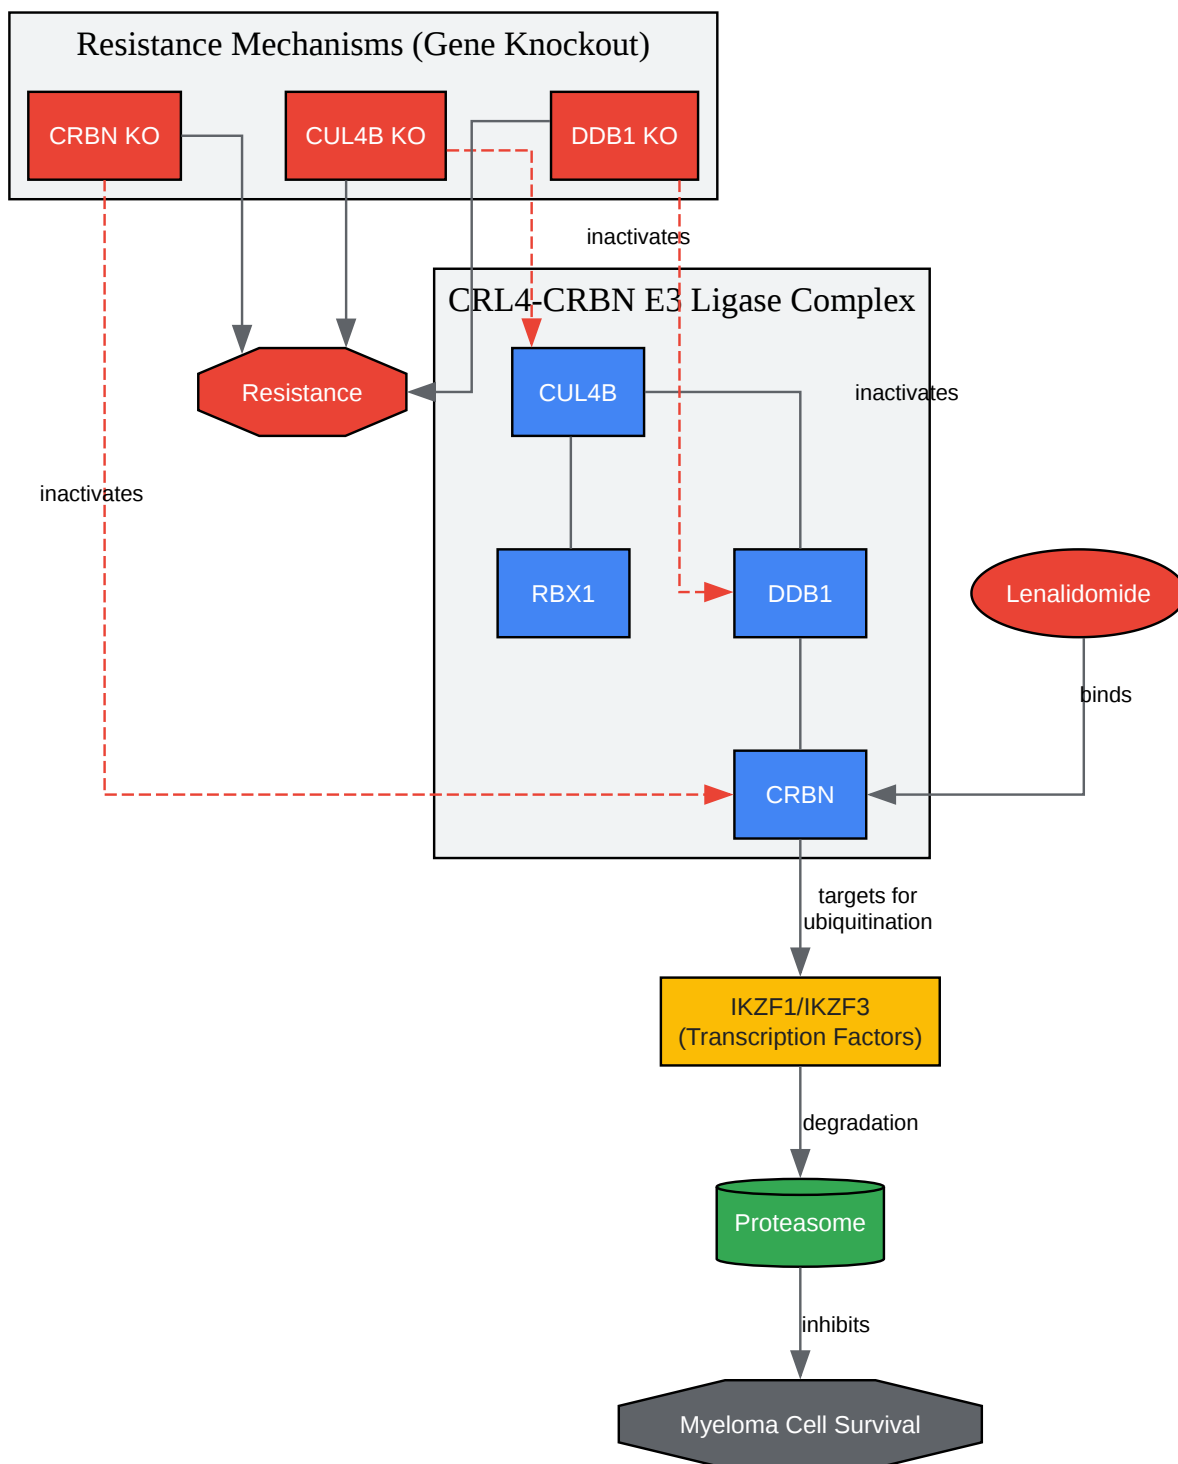 Resistance Mechanisms (Gene Knockout)
CRBN KO
CUL4B KO
DDB1 KO
inactivates
CRL4-CRBN E3 Ligase Complex
Resistance
CUL4B
inactivates
inactivates
RBX1
DDB1
Lenalidomide
binds
CRBN
targets for
ubiquitination
IKZF1/IKZF3
(Transcription Factors)
degradation
Proteasome
inhibits
Myeloma Cell Survival